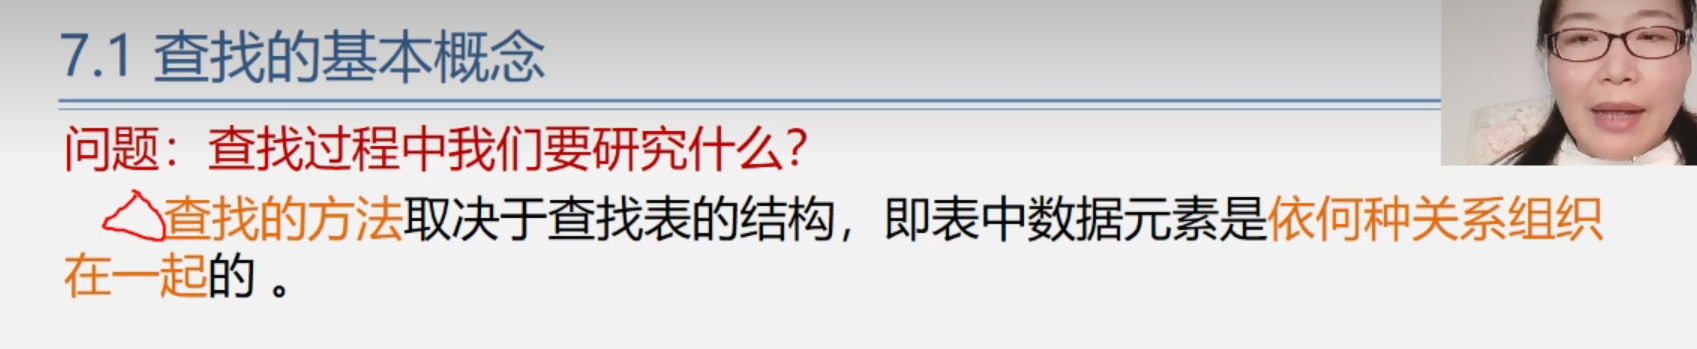 7.1 查找的基本概念
问题：查找过程中我们要研究什么？
查找的方法取决于查找表的结构，即表中数据元素是依何种关系组织
在一起的 。